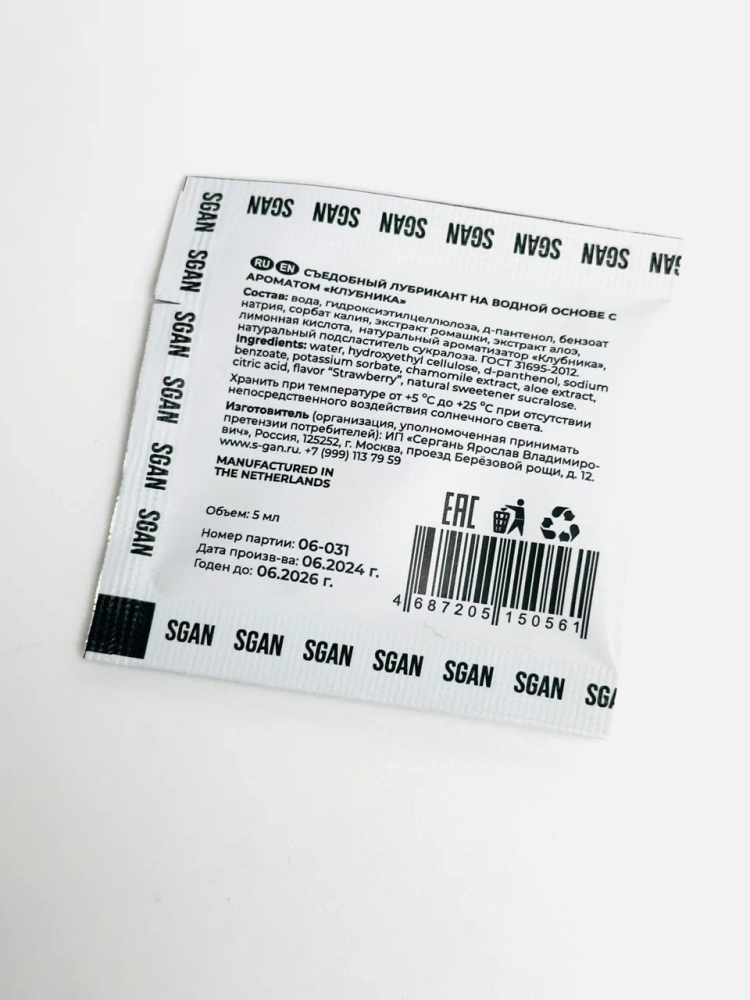 SGAN SGAN SGAN SGAN SGAN SGAN SGAN
SGAN SGAN SGAN SGAN SGAN SGAN
RU EN СЪЕДОБНЫЙ ЛУБРИКАНТ НА ВОДНОЙ ОСНОВЕ С
АРОМАТОМ «КЛУБНИКА»
Состав: вода, гидроксиэтилцеллюлоза, д-пантенол, бензоат
натрия, сорбат калия, экстракт ромашки, экстракт алоэ,
лимонная кислота, натуральный ароматизатор «Клубника»,
натуральный подсластитель сукралоза. ГОСТ 31695-2012.
Ingredients: water, hydroxyethyl cellulose, d-panthenol, sodium
benzoate, potassium sorbate, chamomile extract, aloe extract,
citric acid, flavor “Strawberry”, natural sweetener sucralose.
Хранить при температуре от +5 °C до +25 °C при отсутствии
непосредственного воздействия солнечного света.
Изготовитель (организация, уполномоченная принимать
претензии потребителей): ИП «Сергань Ярослав Владимиро-
вич», Россия, 125252, г. Москва, проезд Берёзовой рощи, д. 12.
www.s-gan.ru. +7 (999) 113 79 59
MANUFACTURED IN
THE NETHERLANDS
Объем: 5 мл
Номер партии: 06-031
Дата произв-ва: 06.2024 г.
Годен до: 06.2026 г.
EAC
4 687205 150561
SGAN SGAN SGAN SGAN SGAN SGAN SGA